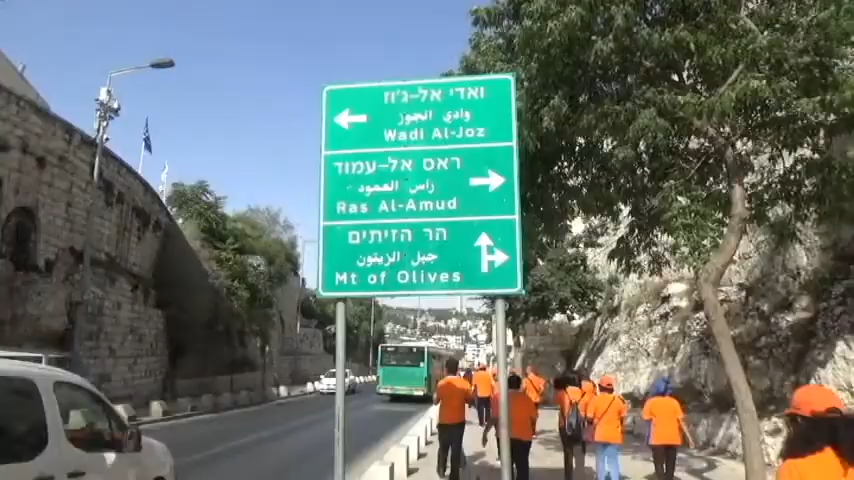 ואדי אל-ג'וז
وادي الجوز
Wadi Al-Joz
ראס אל-עמוד
راس العمود
Ras Al-Amud
הר הזיתים
جبل الزيتون
Mt of Olives